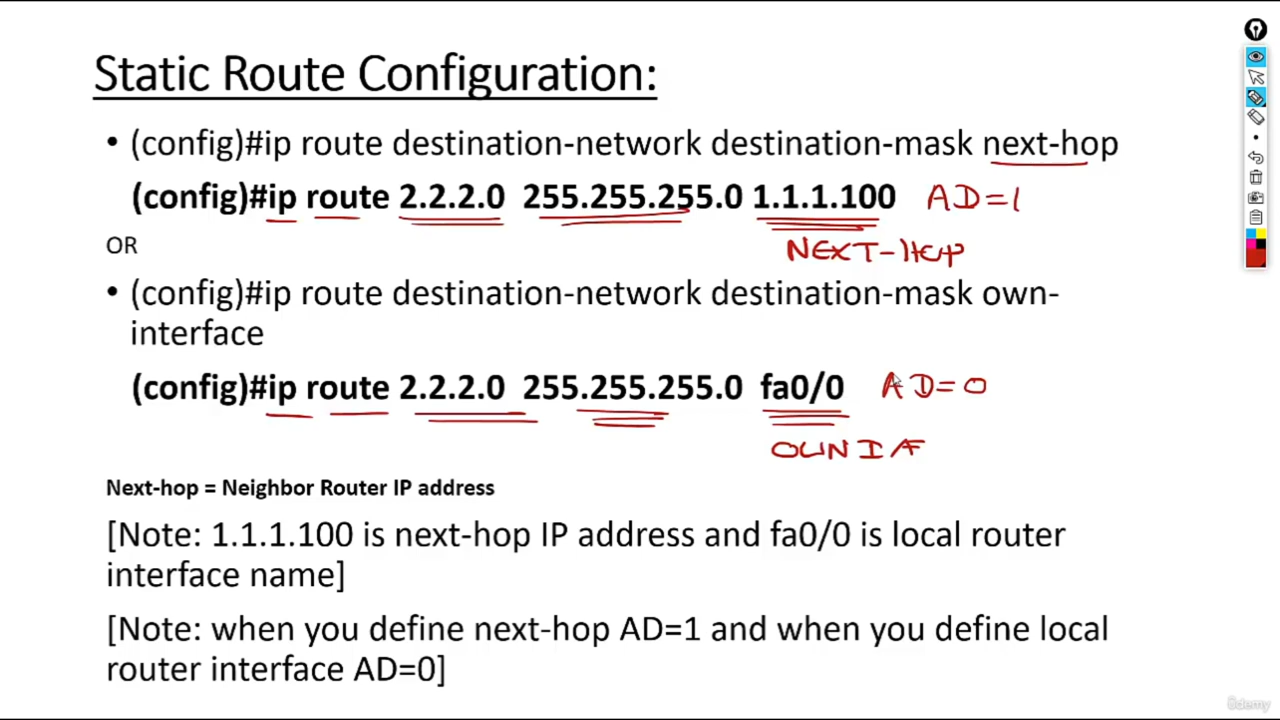 Static Route Configuration:
• (config)#ip route destination-network destination-mask next-hop
(config)#ip route 2.2.2.0 255.255.255.0 1.1.1.100 AD=1
NEXT-HOP
OR
• (config)#ip route destination-network destination-mask own-
interface
(config)#ip route 2.2.2.0 255.255.255.0 fa0/0 AD=0
OWN IF
Next-hop = Neighbor Router IP address
[Note: 1.1.1.100 is next-hop IP address and fa0/0 is local router
interface name]
[Note: when you define next-hop AD=1 and when you define local
router interface AD=0]
ûdemy